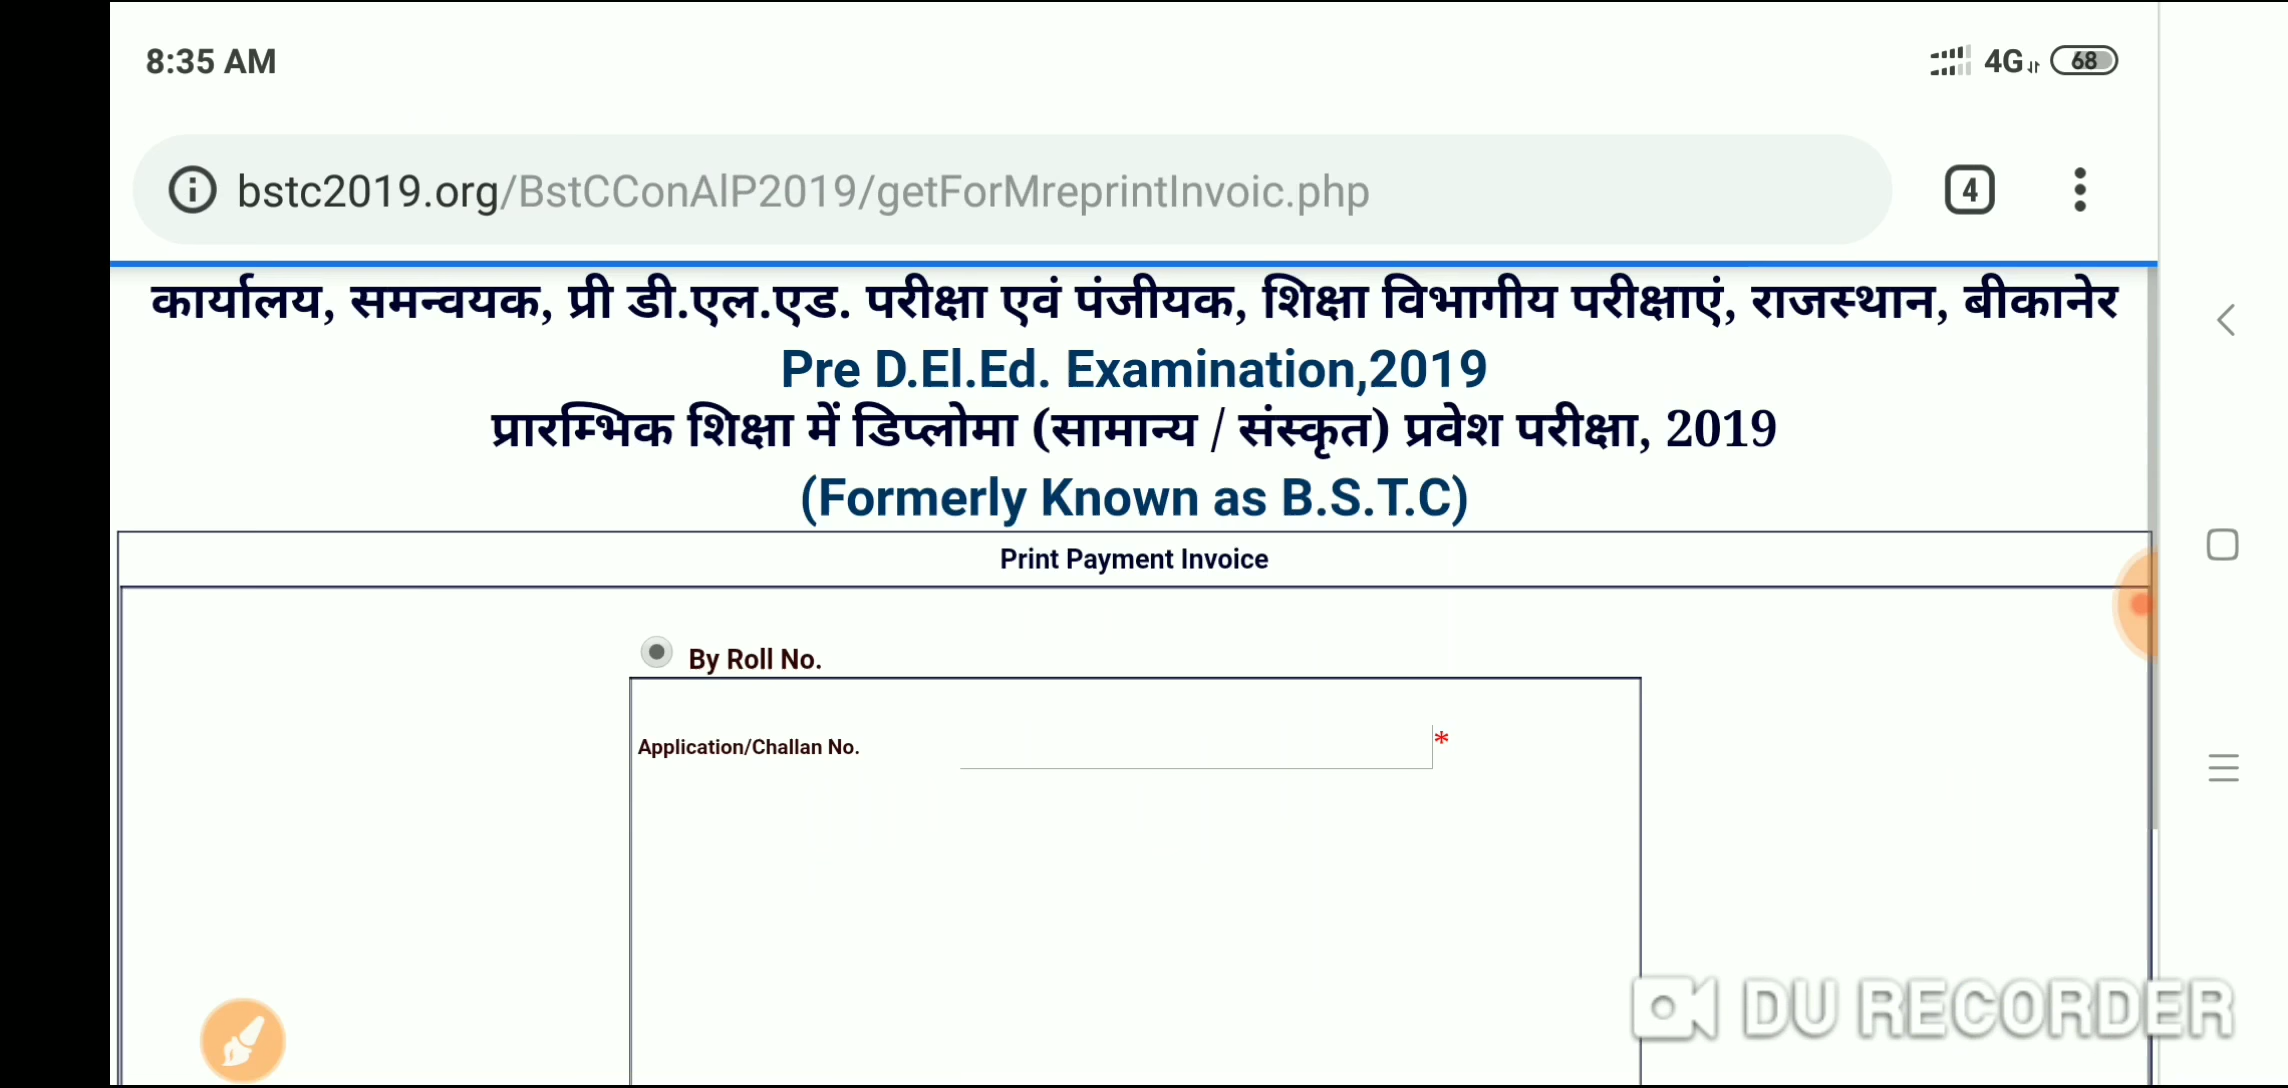 8:35 AM
4G 68
bstc2019.org/BstCConAlP2019/getForMreprintInvoic.php
4
कार्यालय, समन्वयक, प्री डी.एल.एड. परीक्षा एवं पंजीयक, शिक्षा विभागीय परीक्षाएं, राजस्थान, बीकानेर
Pre D.El.Ed. Examination,2019
प्रारम्भिक शिक्षा में डिप्लोमा (सामान्य / संस्कृत) प्रवेश परीक्षा, 2019
(Formerly Known as B.S.T.C)
Print Payment Invoice
By Roll No.
Application/Challan No. *
DU RECORDER